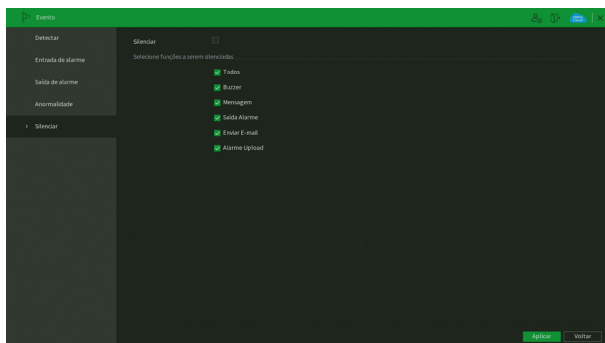 Evento
Detectar
Entrada de alarme
Saída de alarme
Anormalidade
Silenciar
Silenciar
Selecione funções a serem silenciadas
Todos
Buzzer
Mensagem
Saída Alarme
Enviar E-mail
Alarme Upload
Aplicar
Voltar